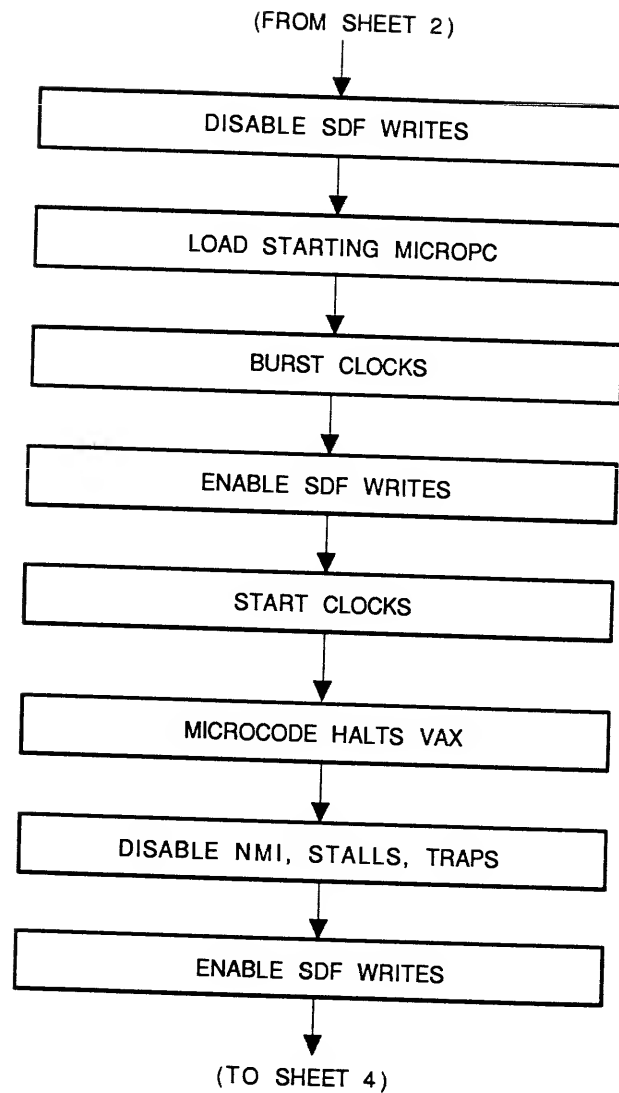 (FROM SHEET 2)
DISABLE SDF WRITES
LOAD STARTING MICROPC
BURST CLOCKS
ENABLE SDF WRITES
START CLOCKS
MICROCODE HALTS VAX
DISABLE NMI, STALLS, TRAPS
ENABLE SDF WRITES
(TO SHEET 4)